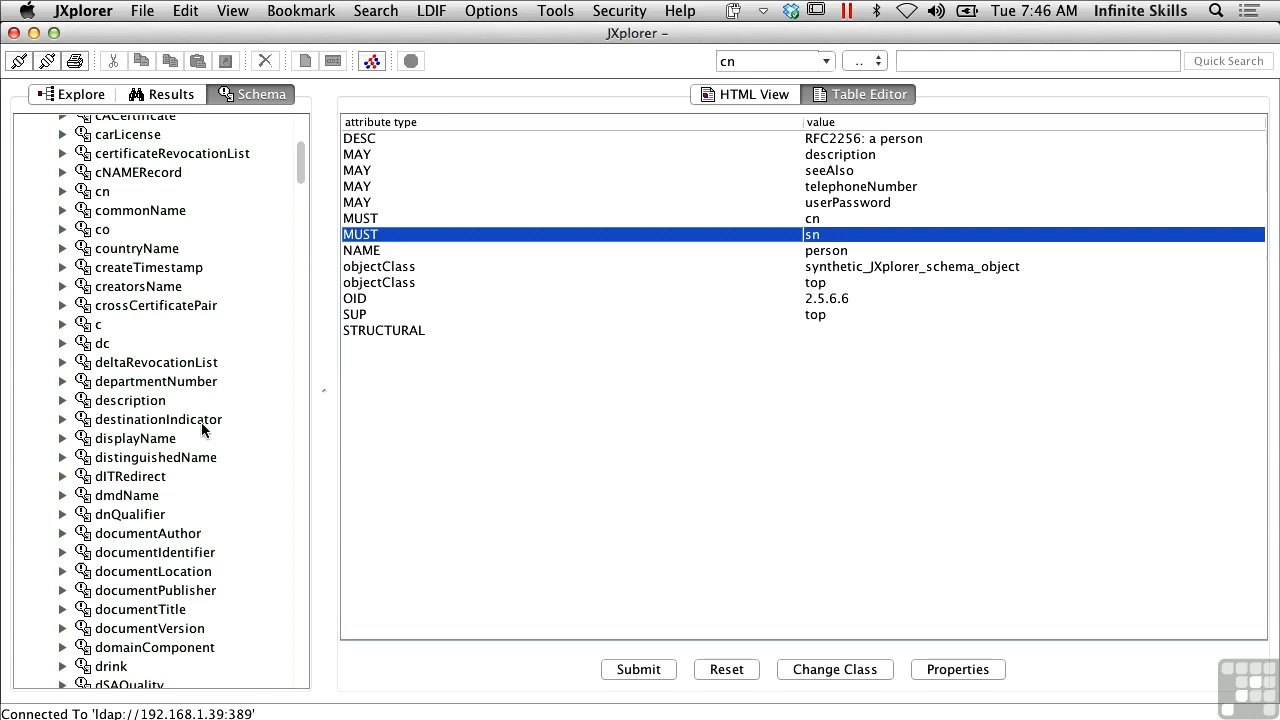 JXplorer File Edit View Bookmark Search LDIF Options Tools Security Help Tue 7:46 AM Infinite Skills
JXplorer –
cn .. Quick Search
Explore Results Schema HTML View Table Editor
cACertificate
carLicense
certificateRevocationList
cNAMERecord
cn
commonName
co
countryName
createTimestamp
creatorsName
crossCertificatePair
c
dc
deltaRevocationList
departmentNumber
description
destinationIndicator
displayName
distinguishedName
dITRedirect
dmdName
dnQualifier
documentAuthor
documentIdentifier
documentLocation
documentPublisher
documentTitle
documentVersion
domainComponent
drink
dSAQuality
attribute type value
DESC RFC2256: a person
MAY description
MAY seeAlso
MAY telephoneNumber
MAY userPassword
MUST cn
MUST sn
NAME person
objectClass synthetic_JXplorer_schema_object
objectClass top
OID 2.5.6.6
SUP top
STRUCTURAL
Submit Reset Change Class Properties
Connected To 'ldap://192.168.1.39:389'